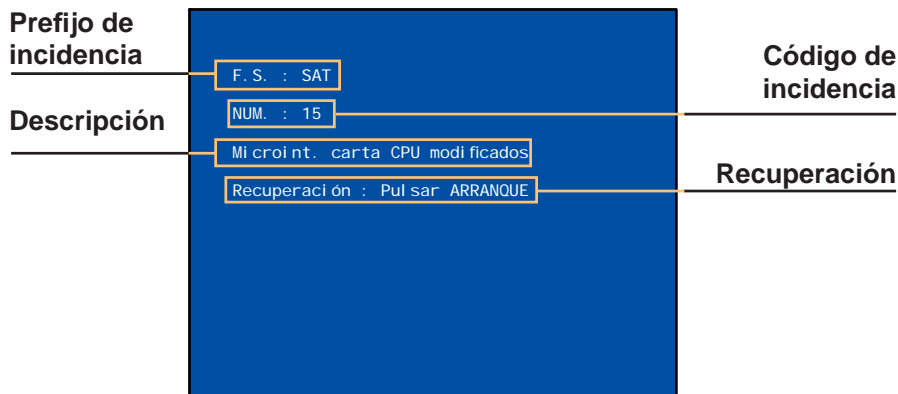 Prefijo de
incidencia
Descripción
F.S. : SAT
NUM. : 15
Microint. carta CPU modificados
Recuperación : Pulsar ARRANQUE
Código de
incidencia
Recuperación